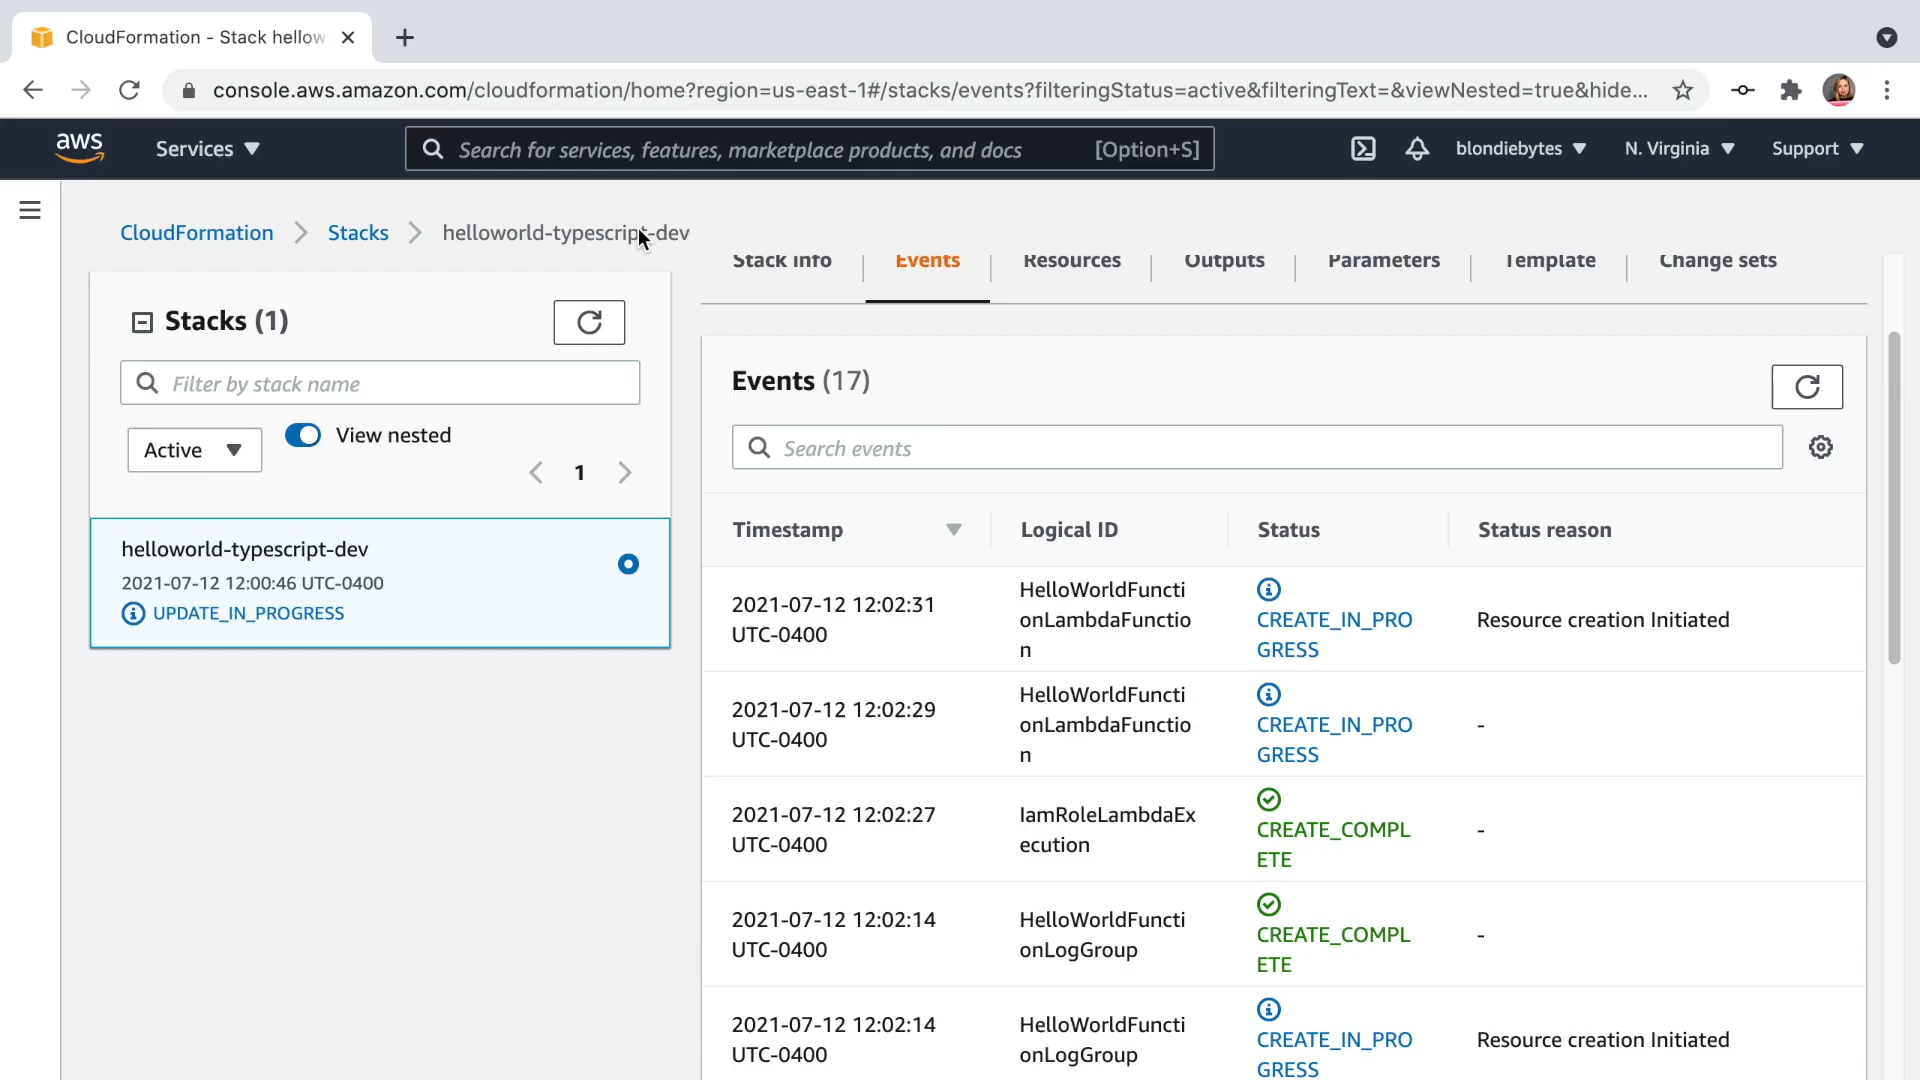 CloudFormation - Stack hellow
console.aws.amazon.com/cloudformation/home?region=us-east-1#/stacks/events?filteringStatus=active&filteringText=&viewNested=true&hide...
aws
Services
Search for services, features, marketplace products, and docs
[Option+S]
blondiebytes
N. Virginia
Support
CloudFormation
Stacks
helloworld-typescript-dev
Stacks (1)
Filter by stack name
Active
View nested
1
helloworld-typescript-dev
2021-07-12 12:00:46 UTC-0400
UPDATE_IN_PROGRESS
Stack info
Events
Resources
Outputs
Parameters
Template
Change sets
Events (17)
Search events
Timestamp
Logical ID
Status
Status reason
2021-07-12 12:02:31
UTC-0400
HelloWorldFuncti
onLambdaFunctio
n
CREATE_IN_PRO
GRESS
Resource creation Initiated
2021-07-12 12:02:29
UTC-0400
HelloWorldFuncti
onLambdaFunctio
n
CREATE_IN_PRO
GRESS
-
2021-07-12 12:02:27
UTC-0400
IamRoleLambdaEx
ecution
CREATE_COMPL
ETE
-
2021-07-12 12:02:14
UTC-0400
HelloWorldFuncti
onLogGroup
CREATE_COMPL
ETE
-
2021-07-12 12:02:14
UTC-0400
HelloWorldFuncti
onLogGroup
CREATE_IN_PRO
GRESS
Resource creation Initiated